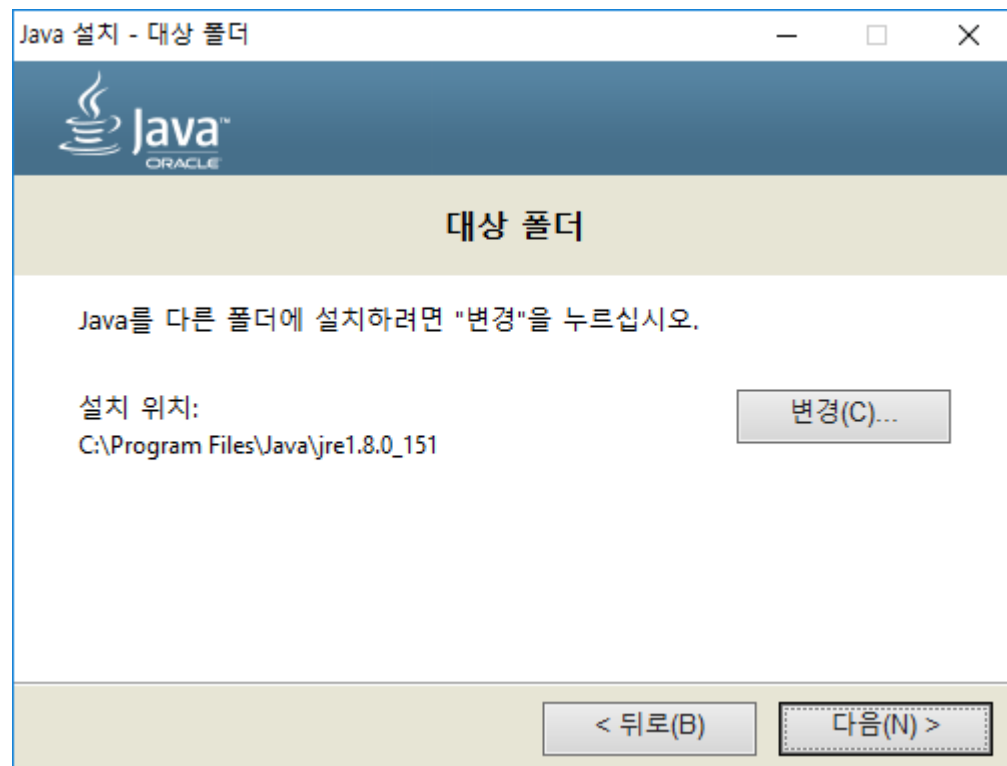 Java 설치 - 대상 폴더
Java™
ORACLE
대상 폴더
Java를 다른 폴더에 설치하려면 "변경"을 누르십시오.
설치 위치:
변경(C)...
C:\Program Files\Java\jre1.8.0_151
< 뒤로(B)
다음(N) >